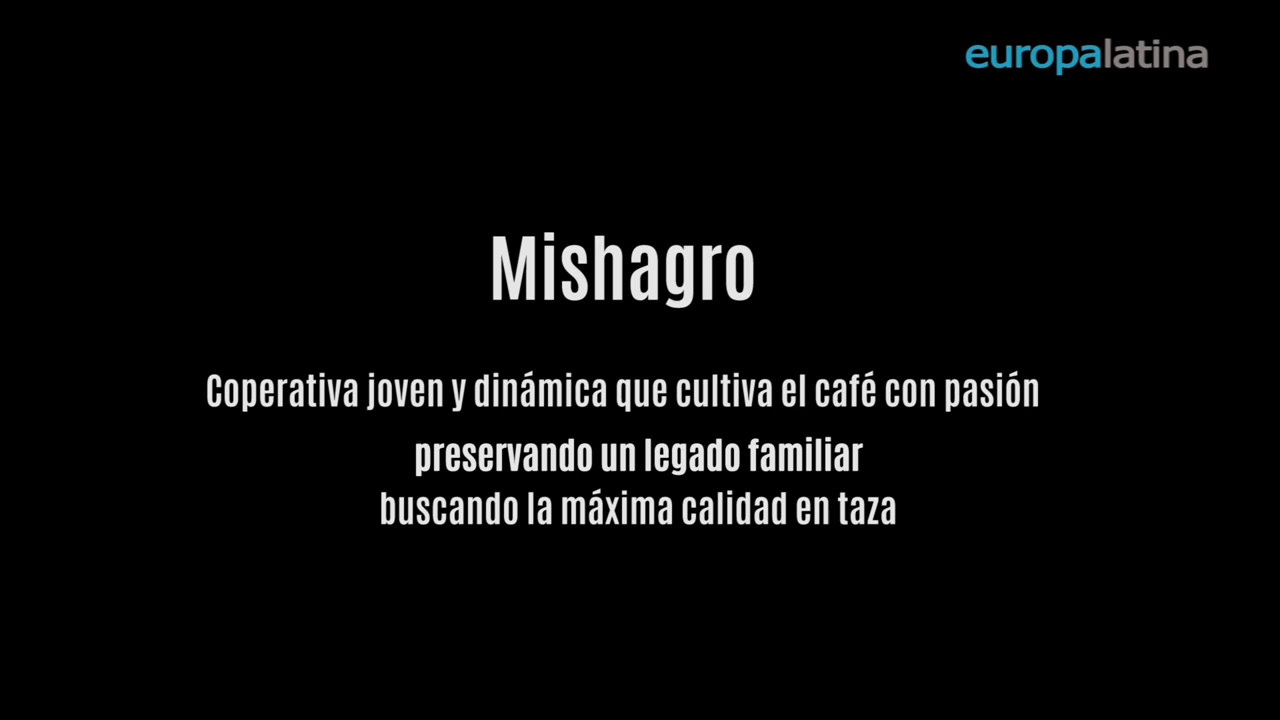 europalatina
Mishagro
Coperativa joven y dinámica que cultiva el café con pasión
preservando un legado familiar
buscando la máxima calidad en taza